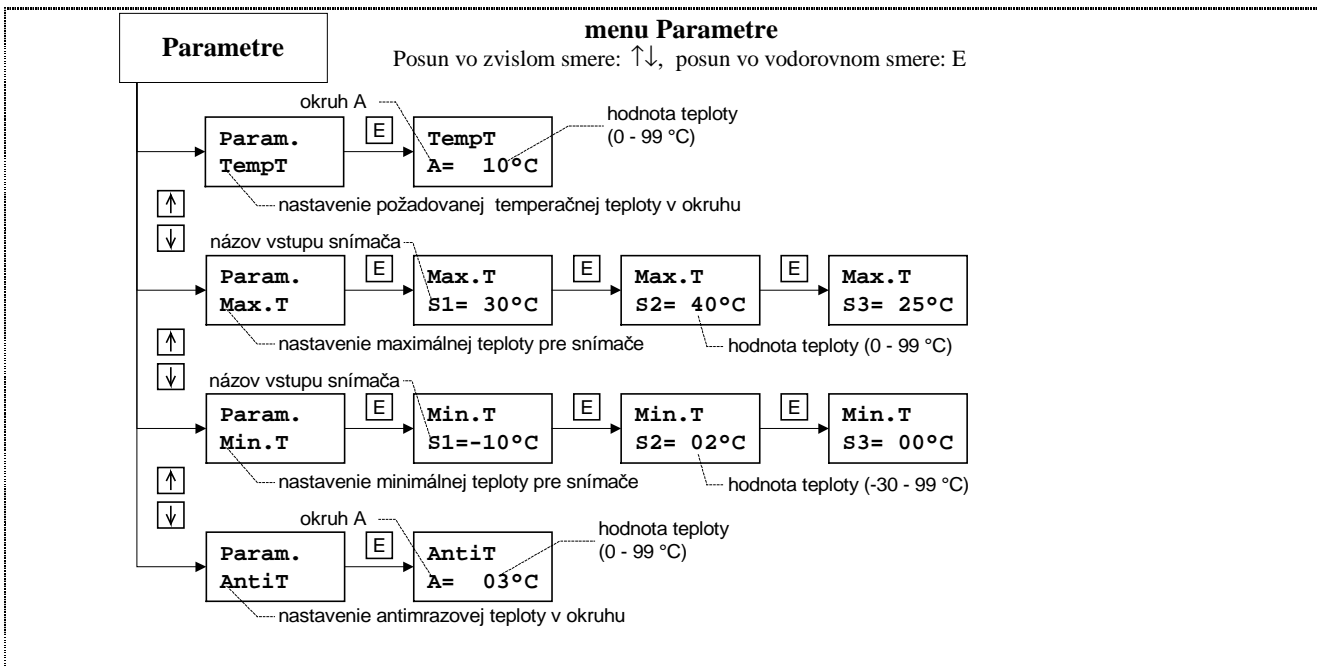 Parametre
menu Parametre
Posun vo zvislom smere: ↑↓, posun vo vodorovnom smere: E
okruh A
hodnota teploty
(0 - 99 °C)
Param.
TempT
E
TempT
A= 10°C
nastavenie požadovanej temperačnej teploty v okruhu
↑
↓
názov vstupu snímača
Param.
Max.T
E
Max.T
S1= 30°C
E
Max.T
S2= 40°C
E
Max.T
S3= 25°C
nastavenie maximálnej teploty pre snímače
hodnota teploty (0 - 99 °C)
↑
↓
názov vstupu snímača
Param.
Min.T
E
Min.T
S1=-10°C
E
Min.T
S2= 02°C
E
Min.T
S3= 00°C
nastavenie minimálnej teploty pre snímače
hodnota teploty (-30 - 99 °C)
↑
↓
okruh A
hodnota teploty
(0 - 99 °C)
Param.
AntiT
E
AntiT
A= 03°C
nastavenie antimrazovej teploty v okruhu